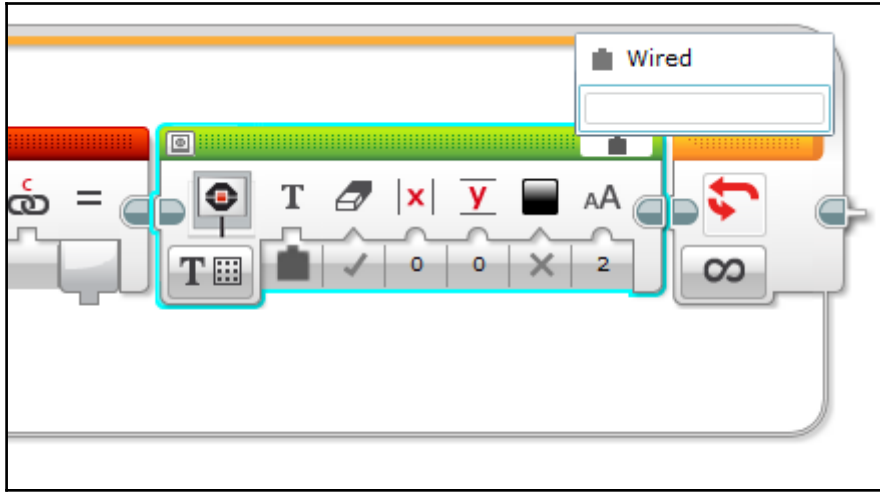 Wired
C
= T x y AA
T 0 0 2
∞